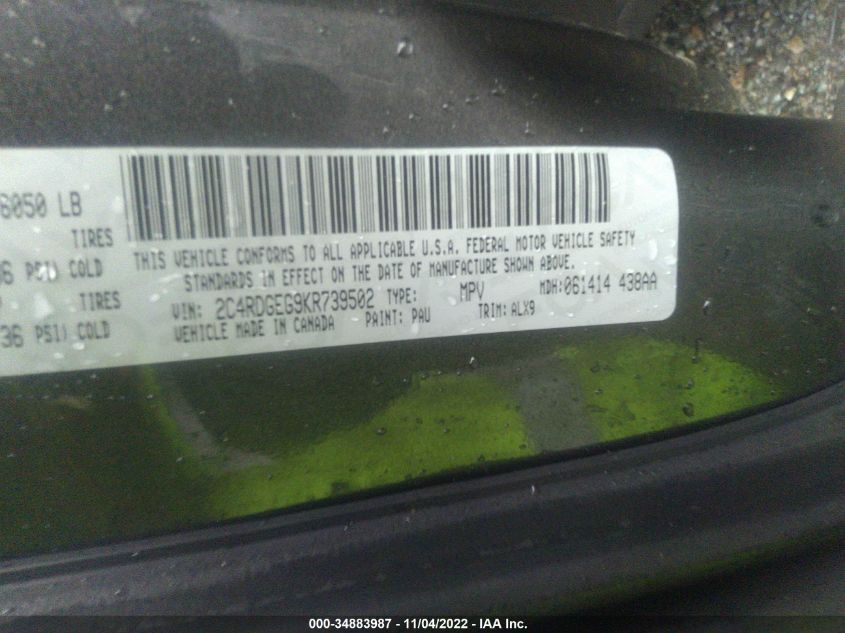 6050 LB
TIRES
36 PSI) COLD
TIRES
36 PSI) COLD
THIS VEHICLE CONFORMS TO ALL APPLICABLE U.S.A. FEDERAL MOTOR VEHICLE SAFETY
STANDARDS IN EFFECT ON THE DATE OF MANUFACTURE SHOWN ABOVE.
VIN: 2C4RDGEG9KR739502 TYPE: MPV MDH: 061414 438AA
VEHICLE MADE IN CANADA PAINT: PAU TRIM: ALX9
000-34883987 - 11/04/2022 - IAA Inc.